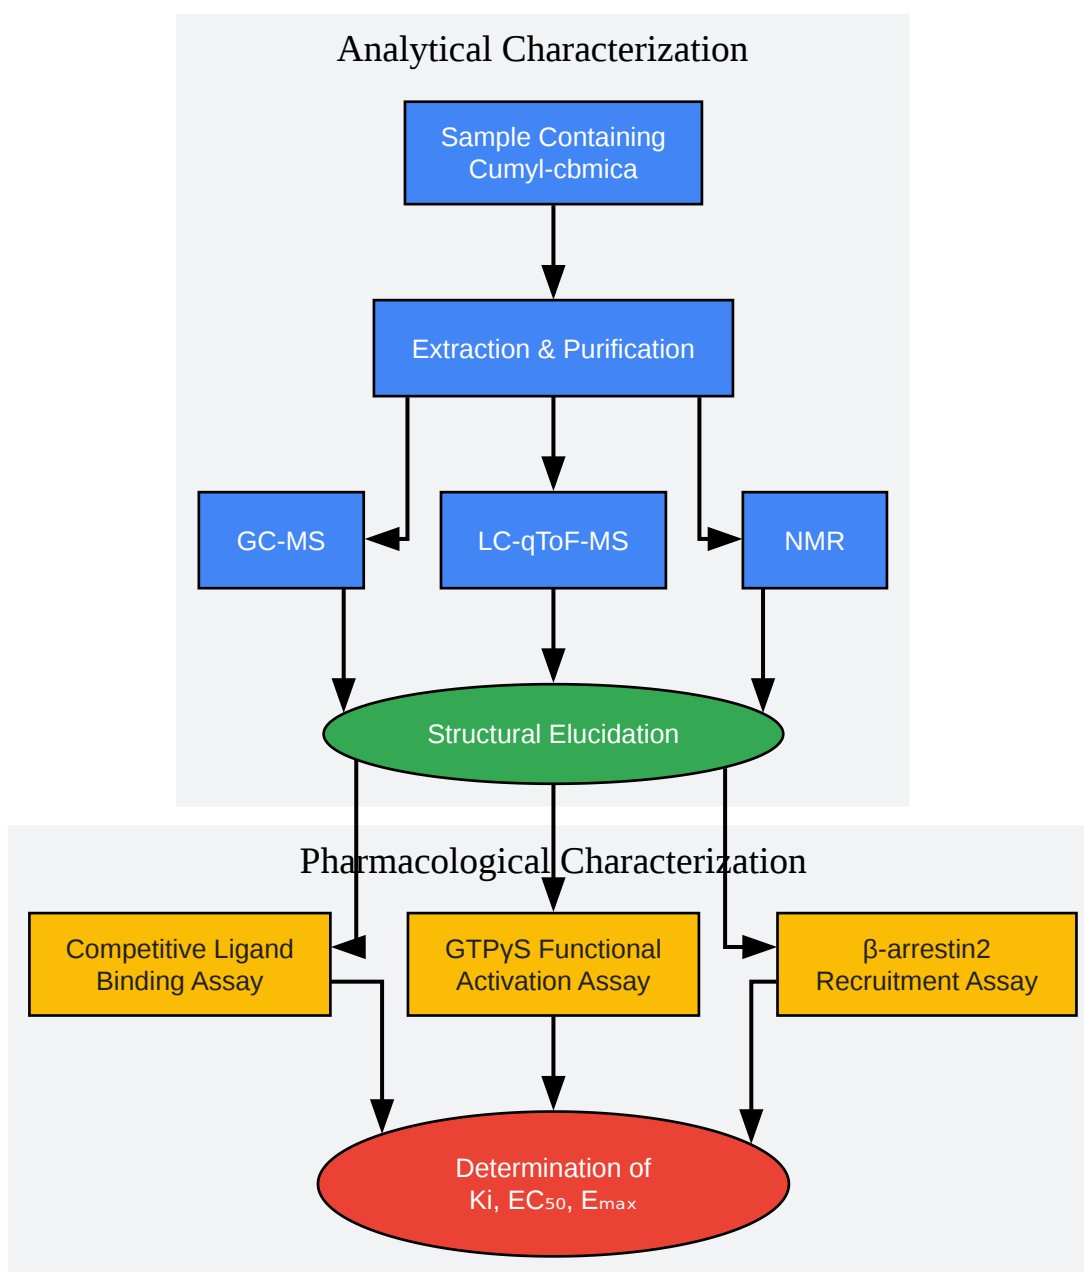 Analytical Characterization
Sample Containing
Cumyl-cbmica
Extraction & Purification
GC-MS
LC-qToF-MS
NMR
Structural Elucidation
Pharmacological Characterization
Competitive Ligand
Binding Assay
GTPγS Functional
Activation Assay
β-arrestin2
Recruitment Assay
Determination of
Ki, EC₅₀, Eₘₐₓ